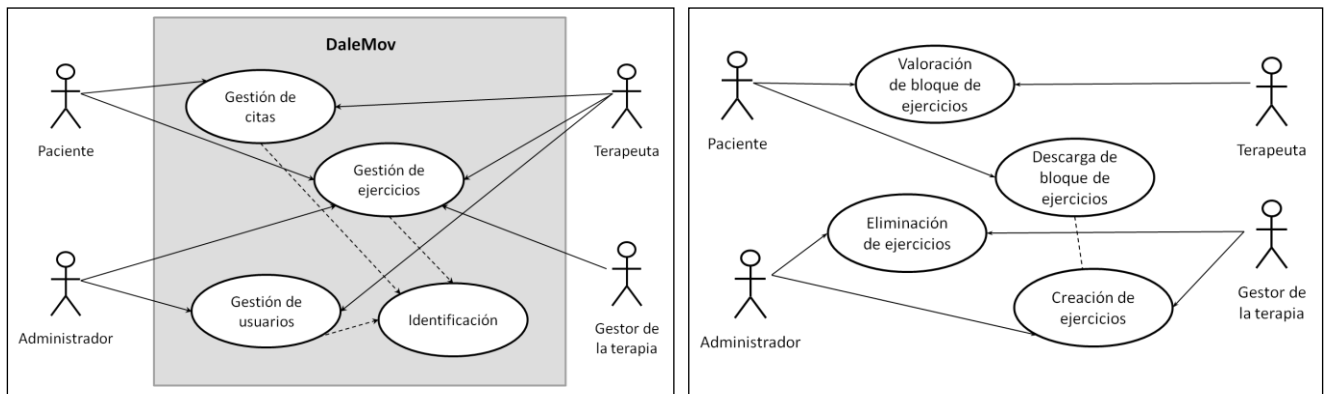 DaleMov
Paciente
Terapeuta
Gestión de
citas
Gestión de
ejercicios
Administrador
Gestión de
usuarios
Identificación
Gestor de
la terapia
Paciente
Valoración
de bloque de
ejercicios
Terapeuta
Descarga de
bloque de
ejercicios
Eliminación
de ejercicios
Administrador
Creación de
ejercicios
Gestor de
la terapia